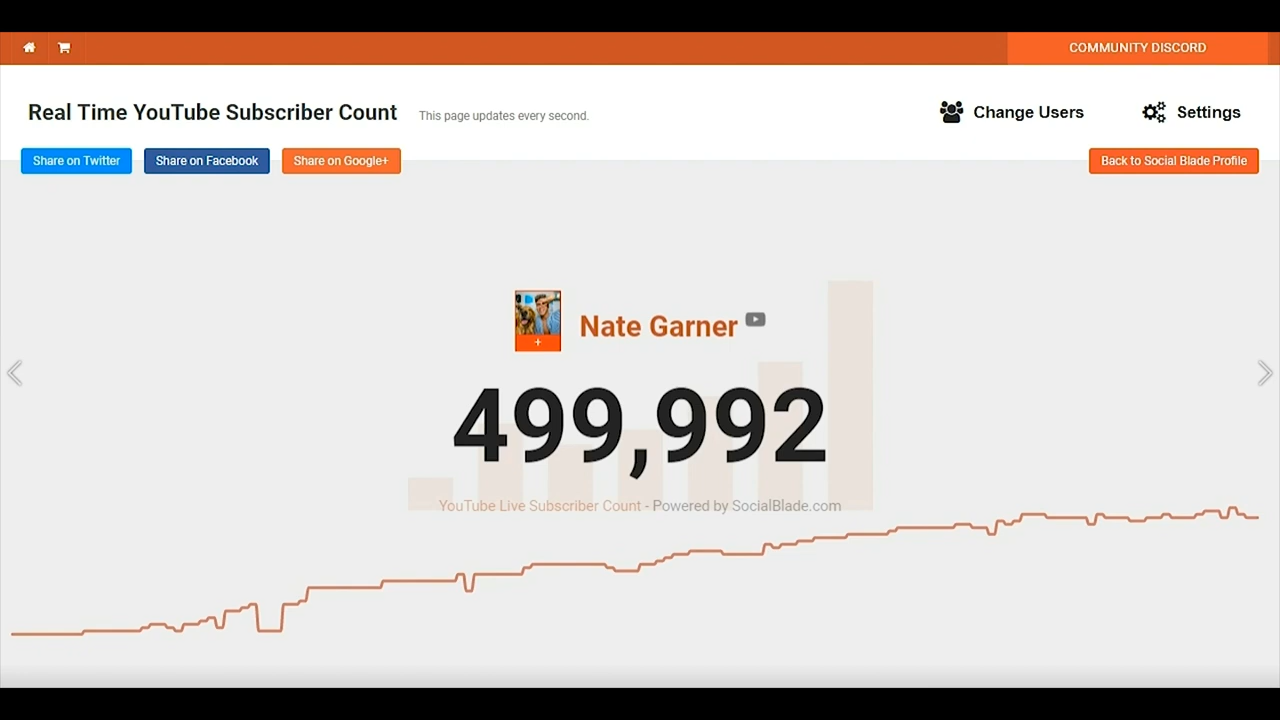 COMMUNITY DISCORD
Real Time YouTube Subscriber Count
This page updates every second.
Change Users
Settings
Share on Twitter
Share on Facebook
Share on Google+
Back to Social Blade Profile
+
Nate Garner
499,992
YouTube Live Subscriber Count - Powered by SocialBlade.com